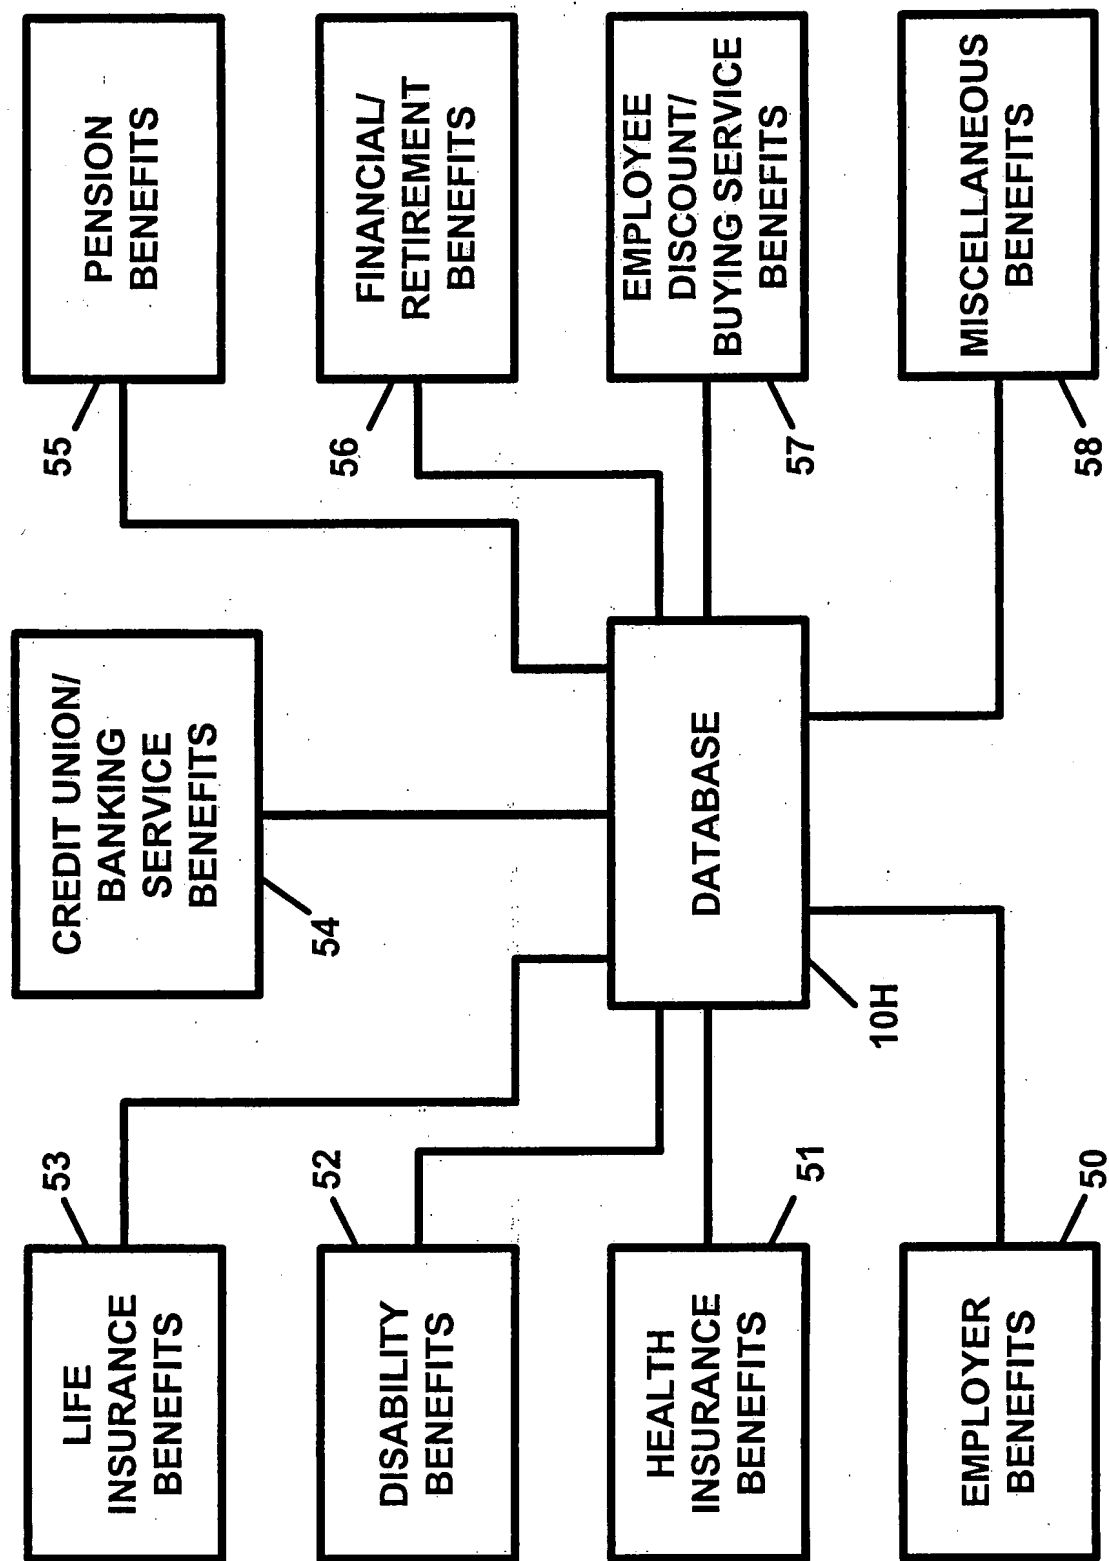 LIFE
INSURANCE
BENEFITS
53
DISABILITY
BENEFITS
52
HEALTH
INSURANCE
BENEFITS
51
EMPLOYER
BENEFITS
50
CREDIT UNION/
BANKING
SERVICE
BENEFITS
54
DATABASE
10H
PENSION
BENEFITS
55
FINANCIAL/
RETIREMENT
BENEFITS
56
EMPLOYEE
DISCOUNT/
BUYING SERVICE
BENEFITS
57
MISCELLANEOUS
BENEFITS
58